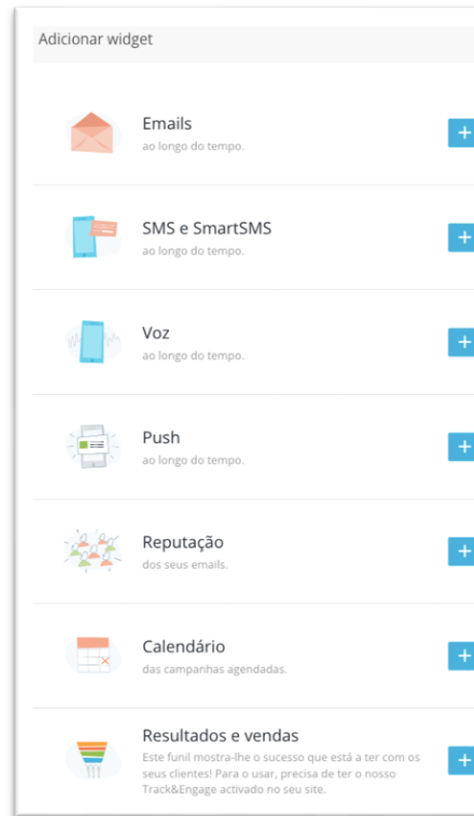 Adicionar widget
Emails
ao longo do tempo.
SMS e SmartSMS
ao longo do tempo.
Voz
ao longo do tempo.
Push
ao longo do tempo.
Reputação
dos seus emails.
Calendário
das campanhas agendadas.
Resultados e vendas
Este funil mostra-lhe o sucesso que está a ter com os
seus clientes! Para o usar, precisa de ter o nosso
Track&Engage activado no seu site.